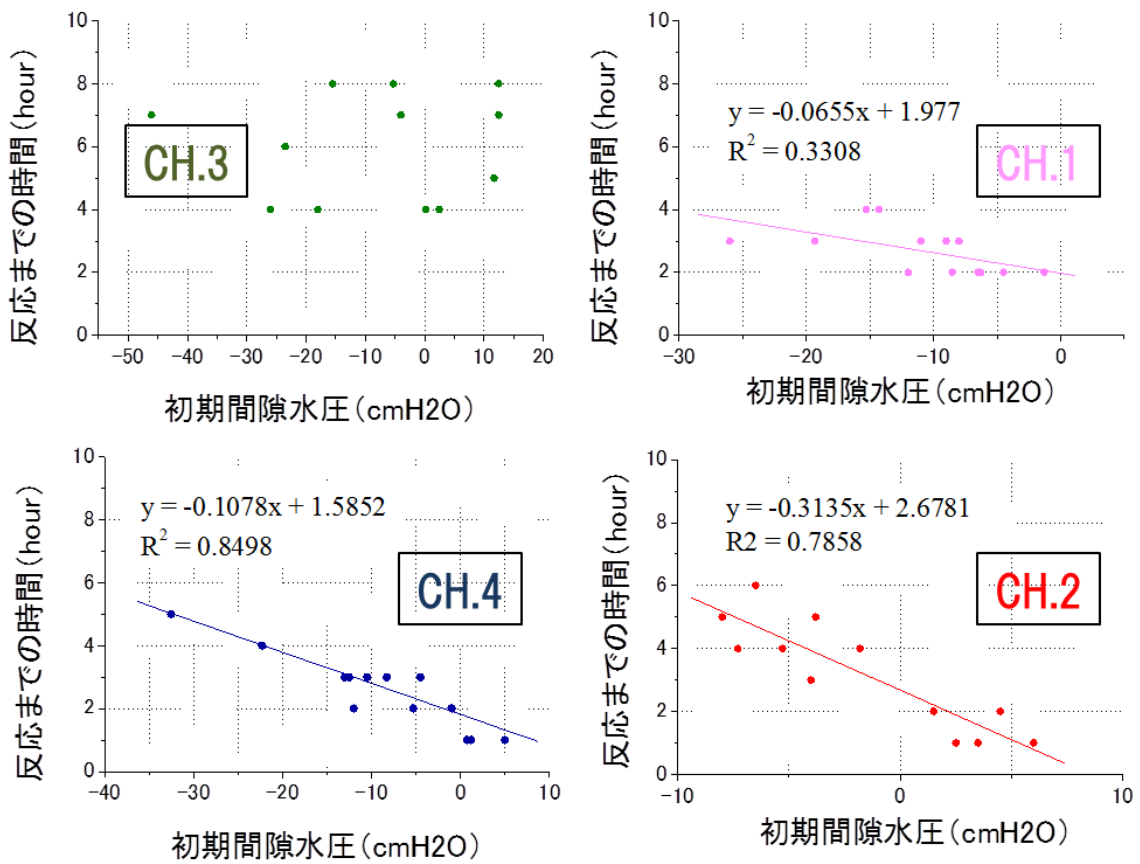 10
8
6
4
2
0
反応までの時間(hour)
CH.3
-50
-40
-30
-20
-10
0
10
20
初期間隙水圧(cmH2O)
10
8
6
4
2
0
反応までの時間(hour)
y = -0.0655x + 1.977
R² = 0.3308
CH.1
-30
-20
-10
0
初期間隙水圧(cmH2O)
10
8
6
4
2
0
反応までの時間(hour)
y = -0.1078x + 1.5852
R² = 0.8498
CH.4
-40
-30
-20
-10
0
10
初期間隙水圧(cmH2O)
10
8
6
4
2
0
反応までの時間(hour)
y = -0.3135x + 2.6781
R2 = 0.7858
CH.2
-10
0
10
初期間隙水圧(cmH2O)